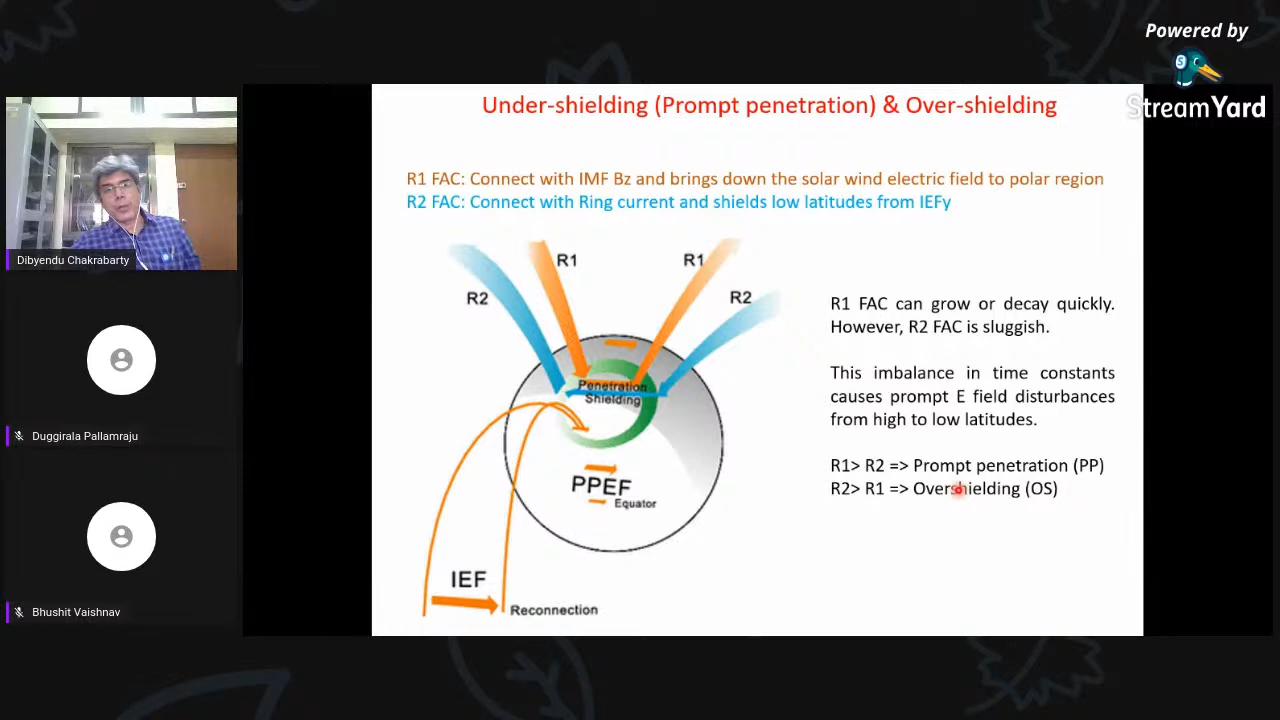 Powered by
StreamYard
Under-shielding (Prompt penetration) & Over-shielding
R1 FAC: Connect with IMF Bz and brings down the solar wind electric field to polar region
R2 FAC: Connect with Ring current and shields low latitudes from IEFy
R1
R1
R2
R2
Penetration
Shielding
PPEF
Equator
IEF
Reconnection
R1 FAC can grow or decay quickly.
However, R2 FAC is sluggish.
This imbalance in time constants
causes prompt E field disturbances
from high to low latitudes.
R1> R2 => Prompt penetration (PP)
R2> R1 => Overshielding (OS)
Dibyendu Chakrabarty
Duggirala Pallamraju
Bhushit Vaishnav